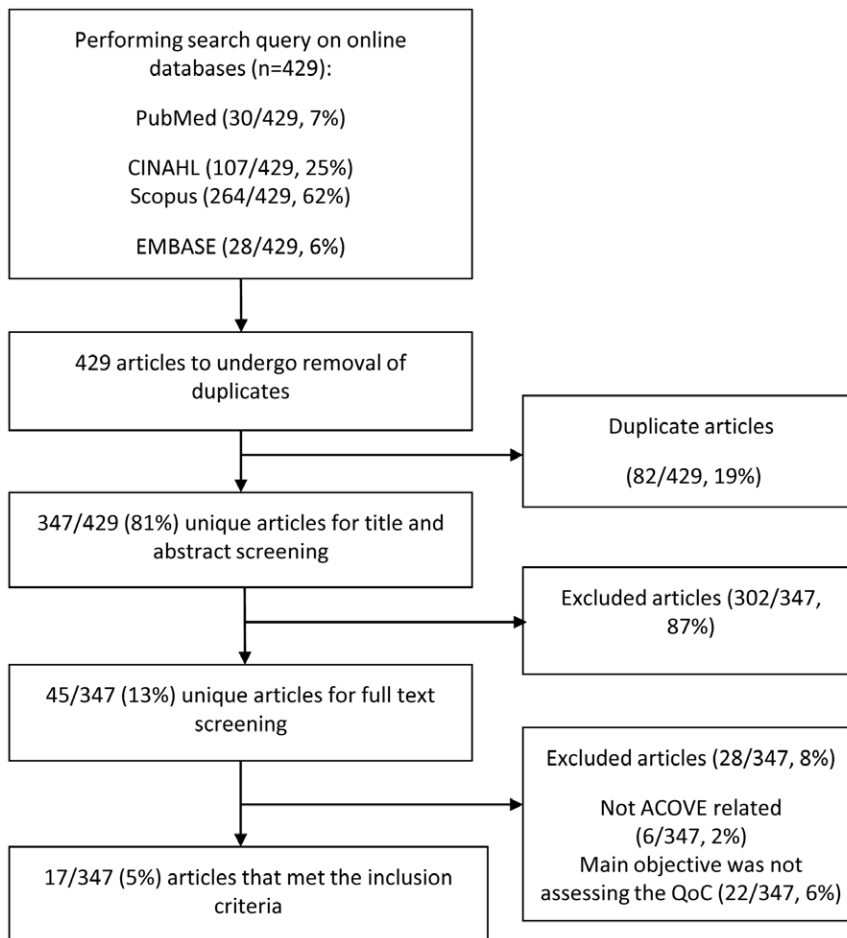 Performing search query on online
databases (n=429):
PubMed (30/429, 7%)
CINAHL (107/429, 25%)
Scopus (264/429, 62%)
EMBASE (28/429, 6%)
429 articles to undergo removal of
duplicates
Duplicate articles
(82/429, 19%)
347/429 (81%) unique articles for title and
abstract screening
Excluded articles (302/347,
87%)
45/347 (13%) unique articles for full text
screening
Excluded articles (28/347, 8%)
Not ACOVE related
(6/347, 2%)
Main objective was not
assessing the QoC (22/347, 6%)
17/347 (5%) articles that met the inclusion
criteria